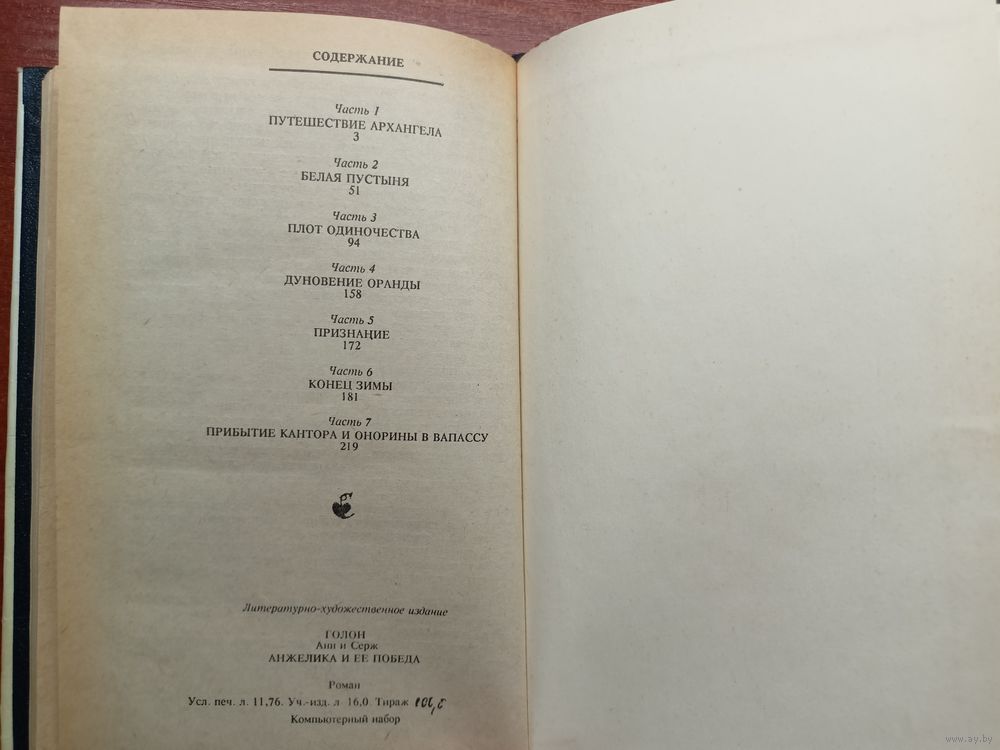 СОДЕРЖАНИЕ
Часть 1
ПУТЕШЕСТВИЕ АРХАНГЕЛА
3
Часть 2
БЕЛАЯ ПУСТЫНЯ
51
Часть 3
ПЛОТ ОДИНОЧЕСТВА
94
Часть 4
ДУНОВЕНИЕ ОРАНДЫ
158
Часть 5
ПРИЗНАНИЕ
172
Часть 6
КОНЕЦ ЗИМЫ
181
Часть 7
ПРИБЫТИЕ КАНТОРА И ОНОРИНЫ В ВАПАССУ
219
Литературно-художественное издание
ГОЛОН
Анн и Серж
АНЖЕЛИКА И ЕЕ ПОБЕДА
Роман
Усл. печ. л. 11,76. Уч.-изд. л 16,0. Тираж
Компьютерный набор
www.ay.by